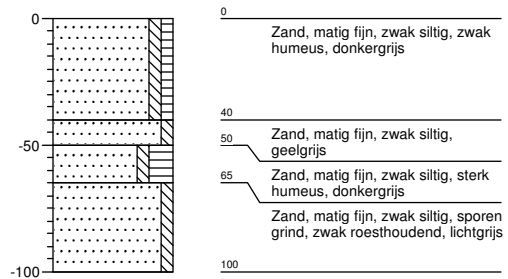 0
0
Zand, matig fijn, zwak siltig, zwak
humeus, donkergrijs
40
-50
50
Zand, matig fijn, zwak siltig,
geelgrijs
65
Zand, matig fijn, zwak siltig, sterk
humeus, donkergrijs
Zand, matig fijn, zwak siltig, sporen
grind, zwak roesthoudend, lichtgrijs
-100
100